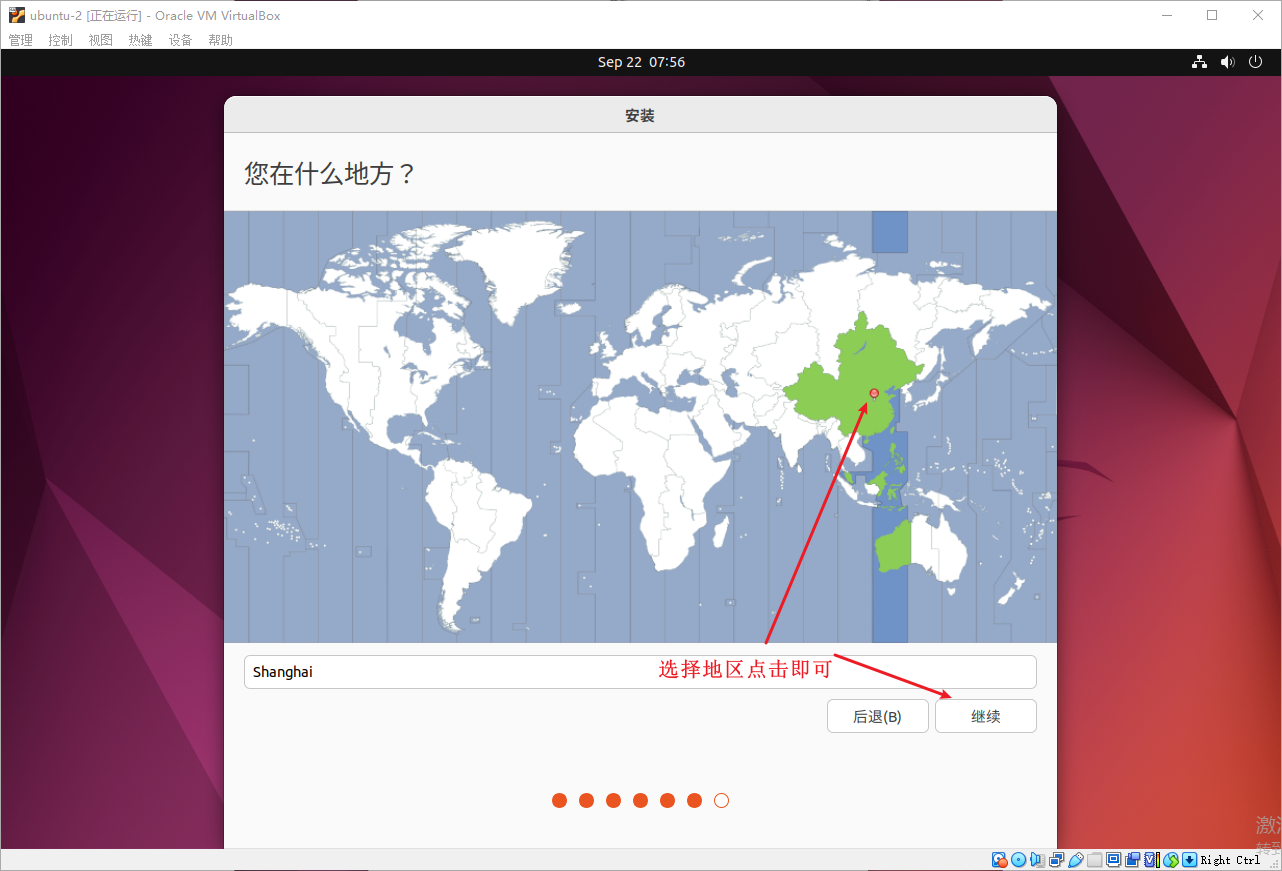 ubuntu-2 [正在运行] - Oracle VM VirtualBox
管理 控制 视图 热键 设备 帮助
Sep 22 07:56
安装
您在什么地方？
Shanghai
选择地区点击即可
后退(B) 继续
Right Ctrl